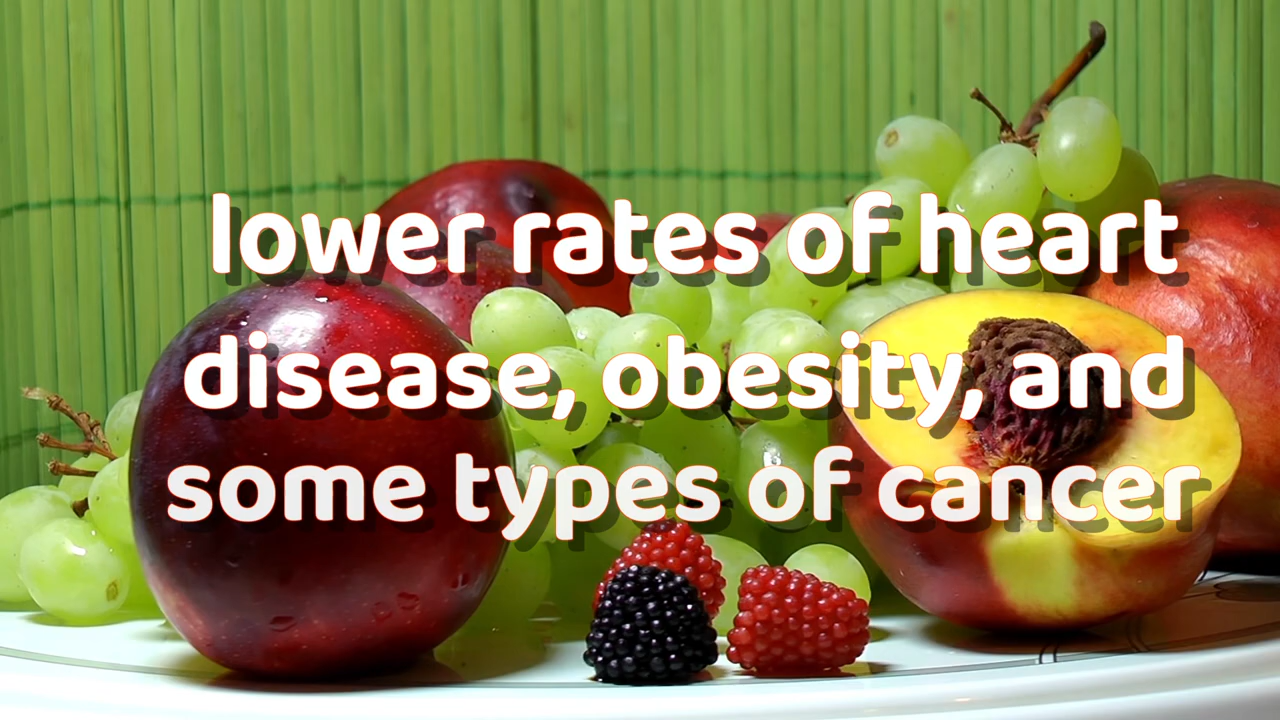 lower rates of heart
disease, obesity, and
some types of cancer